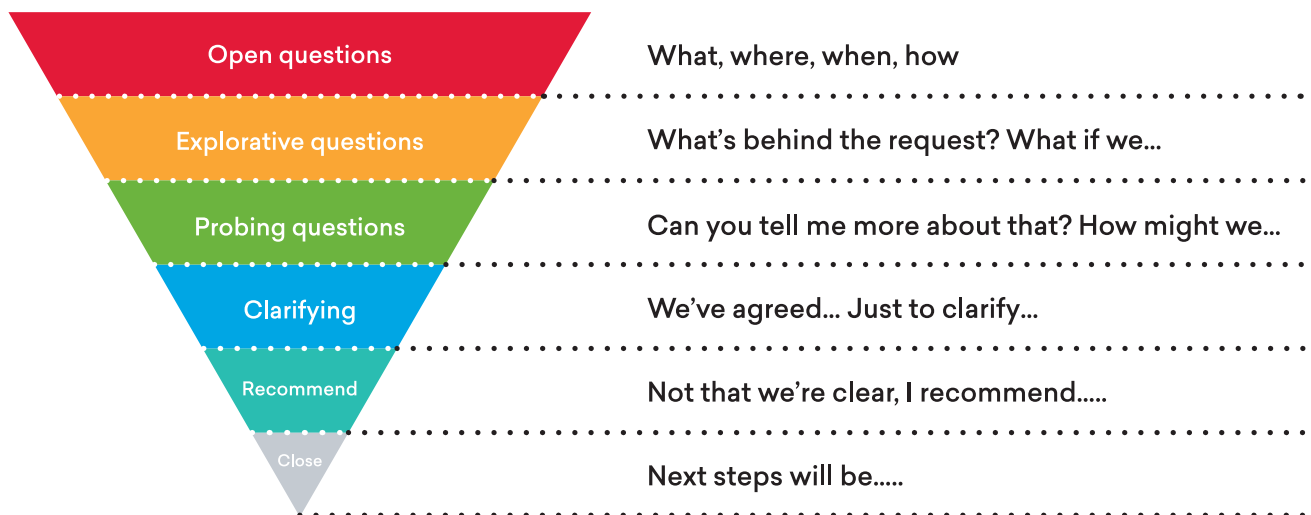 Open questions
What, where, when, how
Explorative questions
What’s behind the request? What if we...
Probing questions
Can you tell me more about that? How might we...
Clarifying
We’ve agreed... Just to clarify...
Recommend
Not that we’re clear, I recommend.....
Close
Next steps will be.....